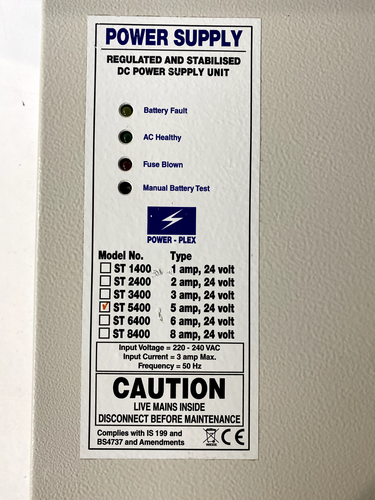 POWER SUPPLY
REGULATED AND STABILISED
DC POWER SUPPLY UNIT
Battery Fault
AC Healthy
Fuse Blown
Manual Battery Test
POWER - PLEX
Model No. Type
ST 1400 1 amp, 24 volt
ST 2400 2 amp, 24 volt
ST 3400 3 amp, 24 volt
ST 5400 5 amp, 24 volt
ST 6400 6 amp, 24 volt
ST 8400 8 amp, 24 volt
Input Voltage = 220 - 240 VAC
Input Current = 3 amp Max.
Frequency = 50 Hz
CAUTION
LIVE MAINS INSIDE
DISCONNECT BEFORE MAINTENANCE
Complies with IS 199 and
BS4737 and Amendments
CE